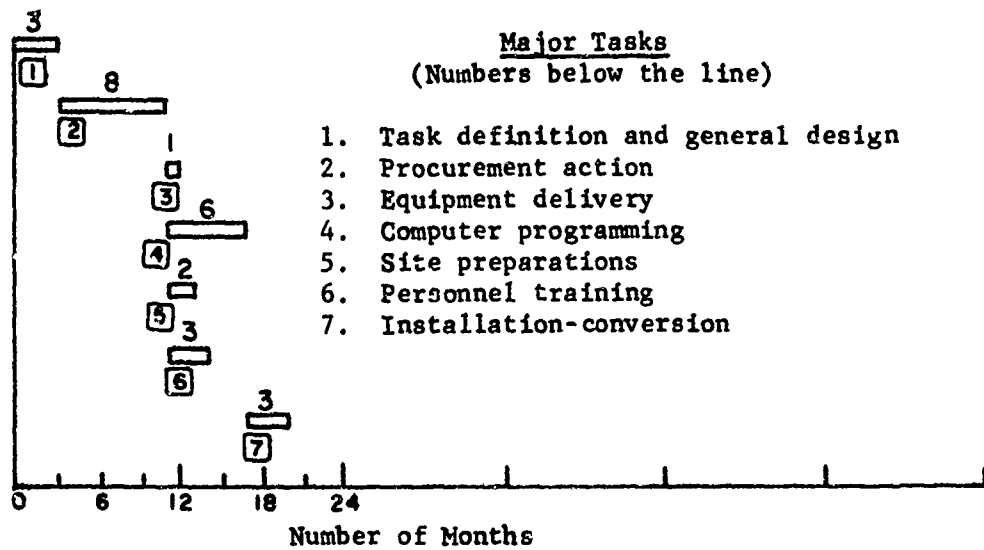 3
Major Tasks
(Numbers below the line)
1
8
2
1. Task definition and general design
1
2. Procurement action
3
3. Equipment delivery
6
4. Computer programming
4
5. Site preparations
2
6. Personnel training
5
7. Installation-conversion
3
6
3
7
0 6 12 18 24
Number of Months